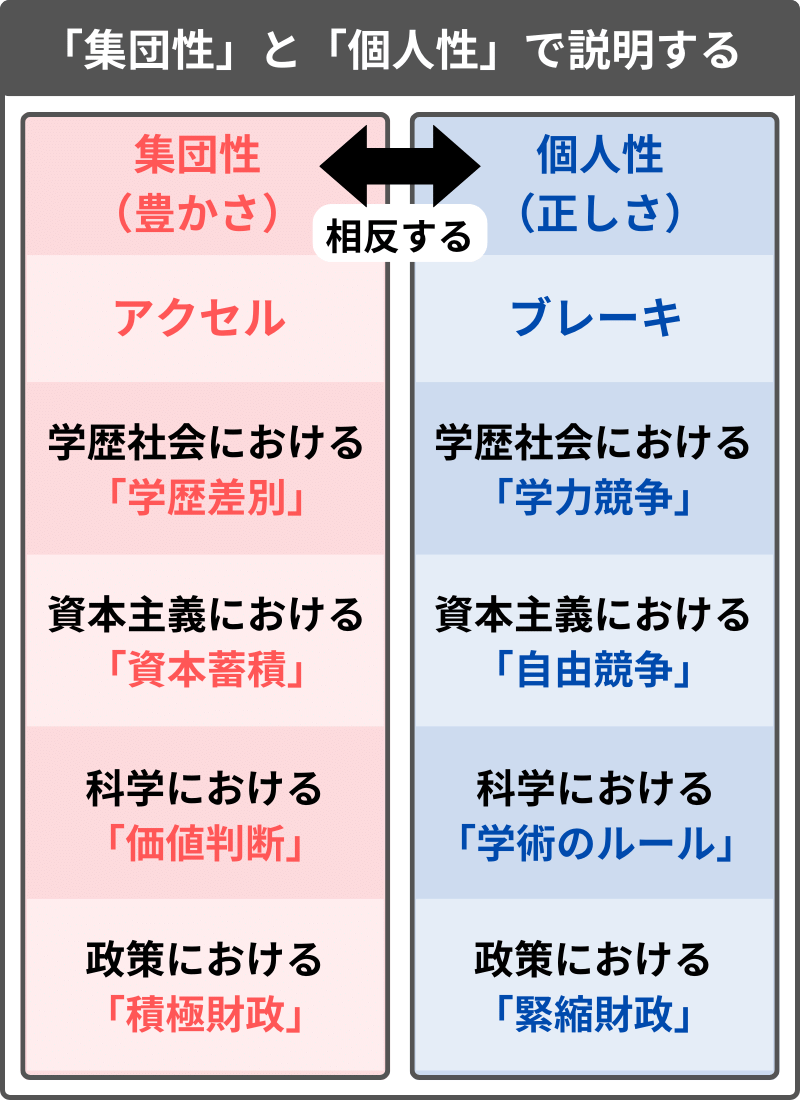 「集団性」と「個人性」で説明する
集団性
（豊かさ）
個人性
（正しさ）
相反する
アクセル
ブレーキ
学歴社会における
「学歴差別」
学歴社会における
「学力競争」
資本主義における
「資本蓄積」
資本主義における
「自由競争」
科学における
「価値判断」
科学における
「学術のルール」
政策における
「積極財政」
政策における
「緊縮財政」